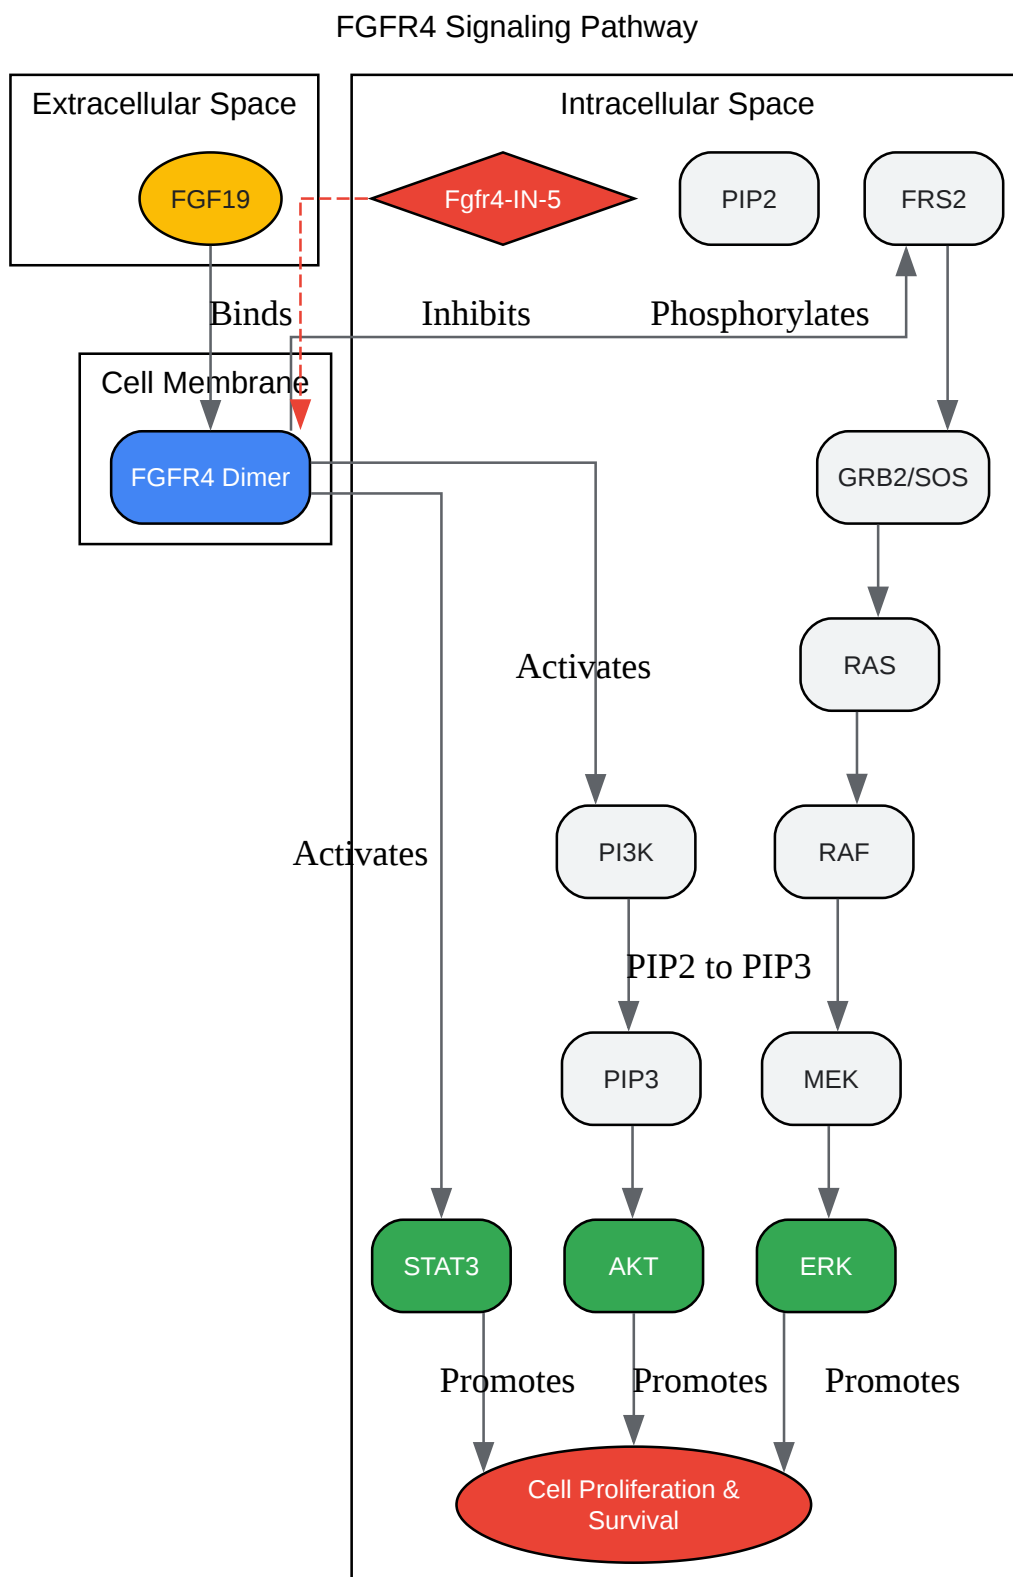 FGFR4 Signaling Pathway
Extracellular Space
Intracellular Space
FGF19
Fgfr4-IN-5
PIP2
FRS2
Binds
Inhibits
Phosphorylates
Cell Membrane
FGFR4 Dimer
GRB2/SOS
RAS
Activates
PI3K
RAF
Activates
PIP2 to PIP3
PIP3
MEK
STAT3
AKT
ERK
Promotes
Promotes
Promotes
Cell Proliferation &
Survival